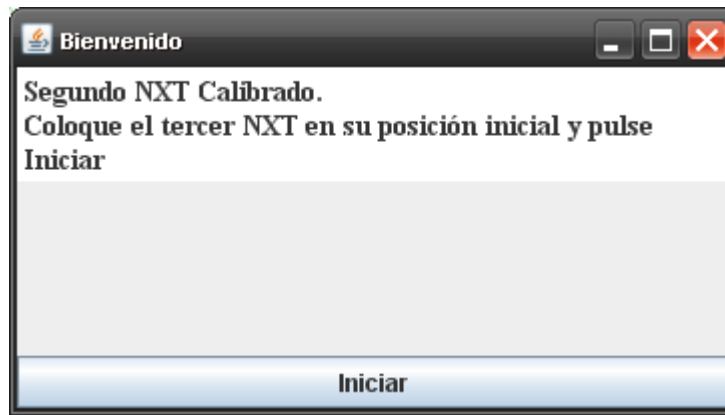 Bienvenido
Segundo NXT Calibrado.
Coloque el tercer NXT en su posición inicial y pulse
Iniciar
Iniciar